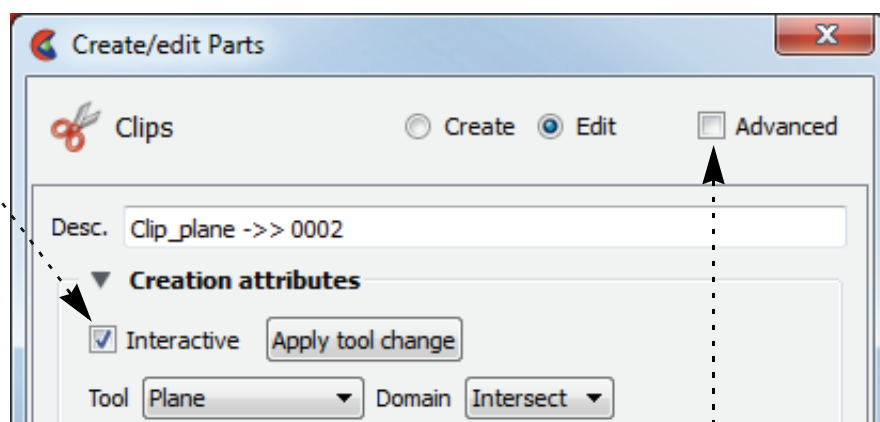 Create/edit Parts
Clips Create Edit Advanced
Desc. Clip_plane ->> 0002
Creation attributes
Interactive Apply tool change
Tool Plane Domain Intersect